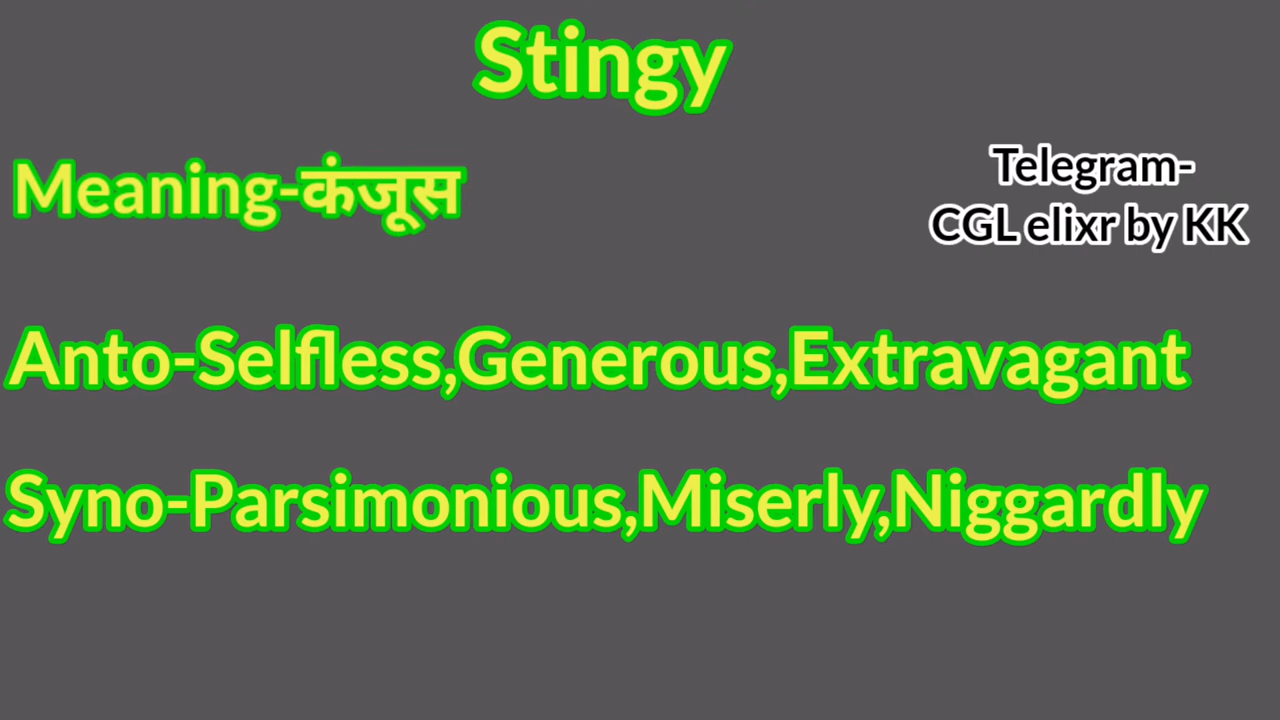 Stingy
Meaning-कंजूस
Telegram-
CGL elixr by KK
Anto-Selfless,Generous,Extravagant
Syno-Parsimonious,Miserly,Niggardly